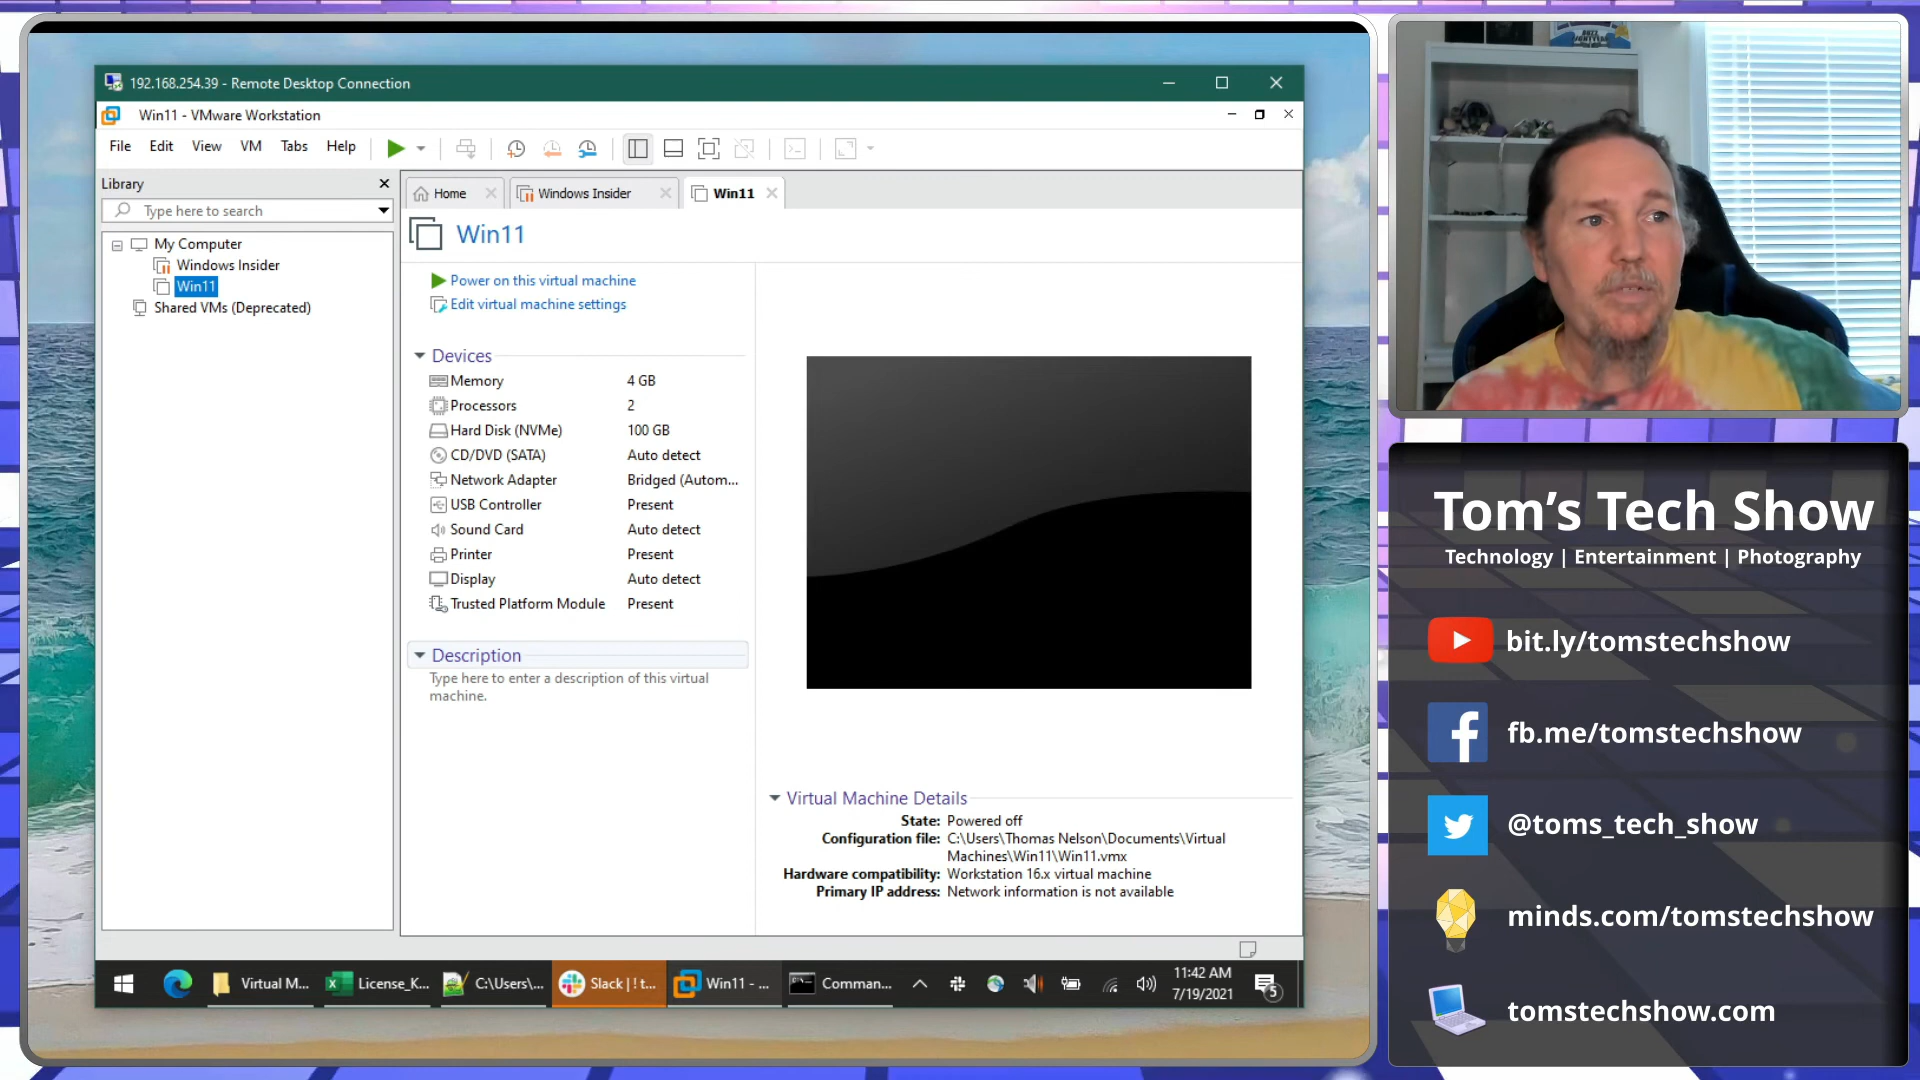 192.168.254.39 - Remote Desktop Connection
Win11 - VMware Workstation
File Edit View VM Tabs Help
Library
Type here to search
My Computer
Windows Insider
Win11
Shared VMs (Deprecated)
Home
Windows Insider
Win11
Win11
Power on this virtual machine
Edit virtual machine settings
Devices
Memory 4 GB
Processors 2
Hard Disk (NVMe) 100 GB
CD/DVD (SATA) Auto detect
Network Adapter Bridged (Autom...
USB Controller Present
Sound Card Auto detect
Printer Present
Display Auto detect
Trusted Platform Module Present
Description
Type here to enter a description of this virtual
machine.
Virtual Machine Details
State: Powered off
Configuration file: C:\Users\Thomas Nelson\Documents\Virtual
Machines\Win11\Win11.vmx
Hardware compatibility: Workstation 16.x virtual machine
Primary IP address: Network information is not available
Virtual M...
License_K...
C:\Users\...
Slack | ! t...
Win11 - ...
Comman...
11:42 AM
7/19/2021
5
Tom's Tech Show
Technology | Entertainment | Photography
bit.ly/tomstechshow
fb.me/tomstechshow
@toms_tech_show
minds.com/tomstechshow
tomstechshow.com